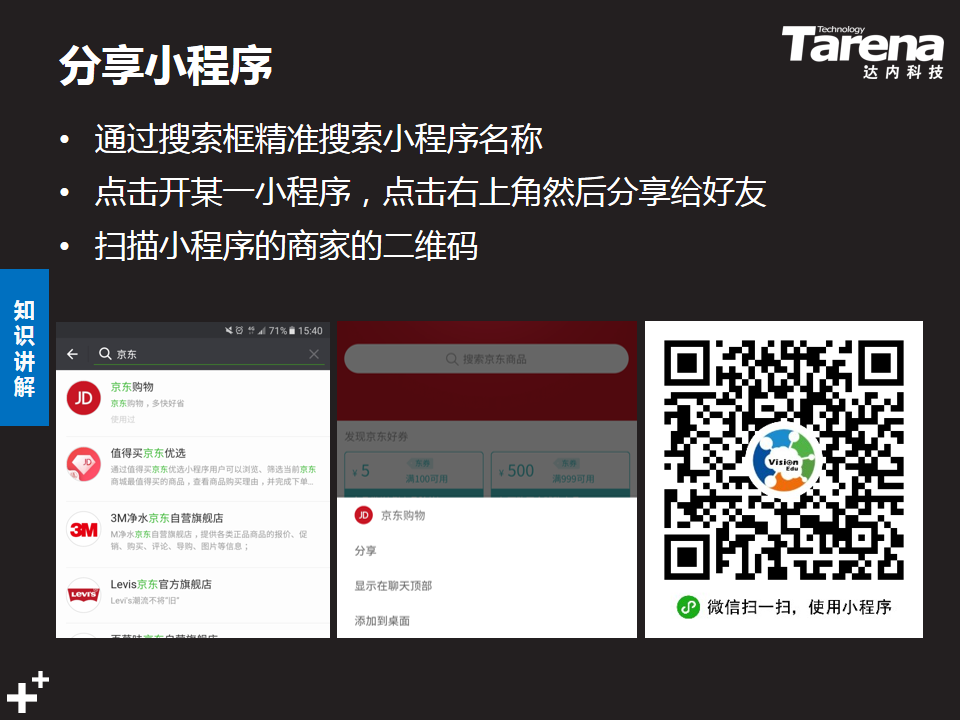 分享小程序
Technology
Tarena
达内科技
• 通过搜索框精准搜索小程序名称
• 点击开某一小程序，点击右上角然后分享给好友
• 扫描小程序的商家的二维码
知识讲解
71% 15:40
京东
JD
京东购物
京东购物，多快好省
使用过
JD
值得买京东优选
通过值得买京东优选小程序用户可以浏览、筛选当前京东
商城最值得买的商品，查看商品购买理由，并完成下单...
3M
3M净水京东自营旗舰店
M净水京东自营旗舰店，提供各类正品商品的报价、促
销、购买、评论、导购、图片等信息；
LEVI'S
Levis京东官方旗舰店
Levi's潮流不将"旧"
搜索京东商品
发现京东好券
¥5
东券
满100可用
¥500
东券
满999可用
JD 京东购物
分享
显示在聊天顶部
添加到桌面
Vision
Edu
微信扫一扫，使用小程序